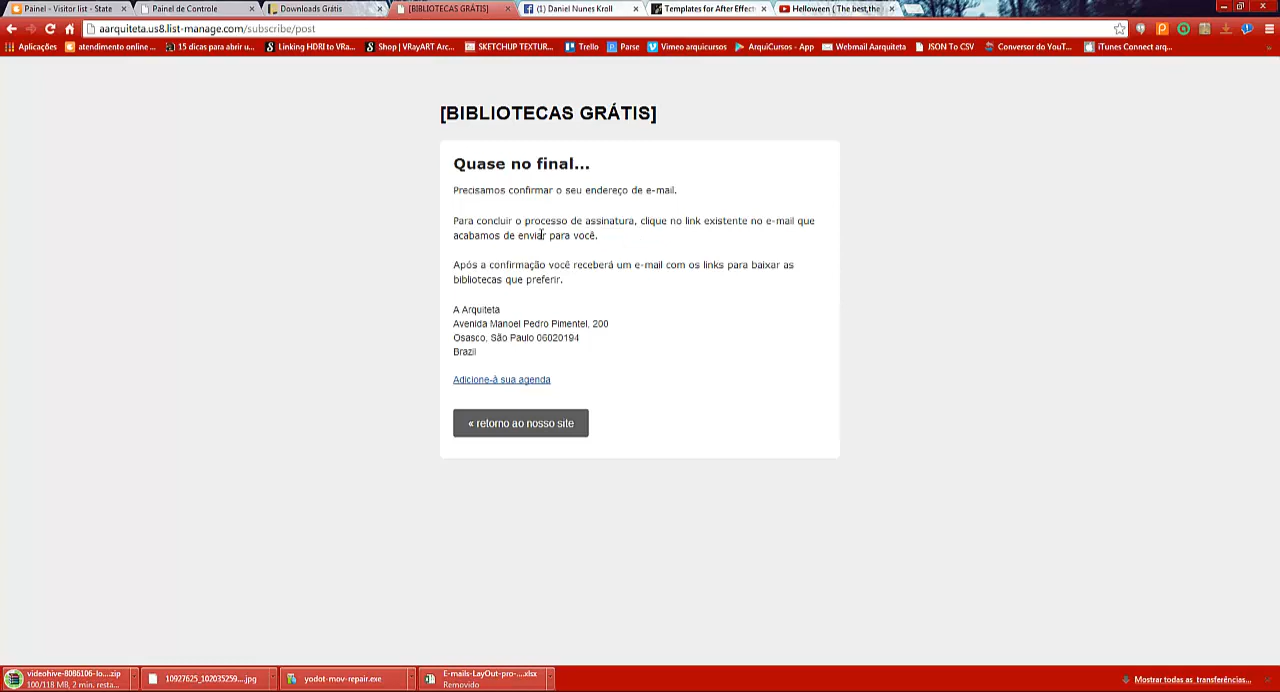 Painel - Visitor list - State
Painel de Controle
Downloads Grátis
[BIBLIOTECAS GRÁTIS]
(1) Daniel Nunes Kroll
Templates for After Effect
Helloween ( The best,the
aarquiteta.us8.list-manage.com/subscribe/post
Aplicações
atendimento online ...
15 dicas para abrir u...
Linking HDRI to VRa...
Shop | VRayART Arc...
SKETCHUP TEXTUR...
Trello
Parse
Vimeo arquicursos
ArquiCursos - App
Webmail Aarquiteta
JSON To CSV
Conversor do YouT...
iTunes Connect arq...
[BIBLIOTECAS GRÁTIS]
Quase no final...
Precisamos confirmar o seu endereço de e-mail.
Para concluir o processo de assinatura, clique no link existente no e-mail que
acabamos de enviar para você.
Após a confirmação você receberá um e-mail com os links para baixar as
bibliotecas que preferir.
A Arquiteta
Avenida Manoel Pedro Pimentel, 200
Osasco, São Paulo 06020194
Brazil
Adicione-à sua agenda
« retorno ao nosso site
videohive-8086106-lo....zip
100/118 MB, 2 min. resta...
10927625_102035259....jpg
yodot-mov-repair.exe
E-mails-LayOut-pro-....xlsx
Removido
Mostrar todas as transferências...